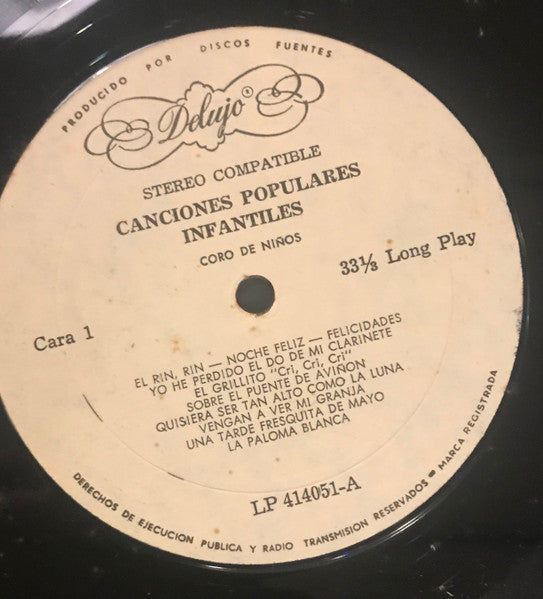 PRODUCIDO POR DISCOS FUENTES
Delujo®
STEREO COMPATIBLE
CANCIONES POPULARES
INFANTILES
CORO DE NIÑOS
33⅓ Long Play
Cara 1
EL RIN, RIN — NOCHE FELIZ — FELICIDADES
YO HE PERDIDO EL DO DE MI CLARINETE
EL GRILLITO "Cri, Cri, Cri"
SOBRE EL PUENTE DE AVIÑON
QUISIERA SER TAN ALTO COMO LA LUNA
VENGAN A VER MI GRANJA
UNA TARDE FRESQUITA DE MAYO
LA PALOMA BLANCA
LP 414051-A
DERECHOS DE EJECUCION PUBLICA Y RADIO TRANSMISION RESERVADOS ● MARCA REGISTRADA